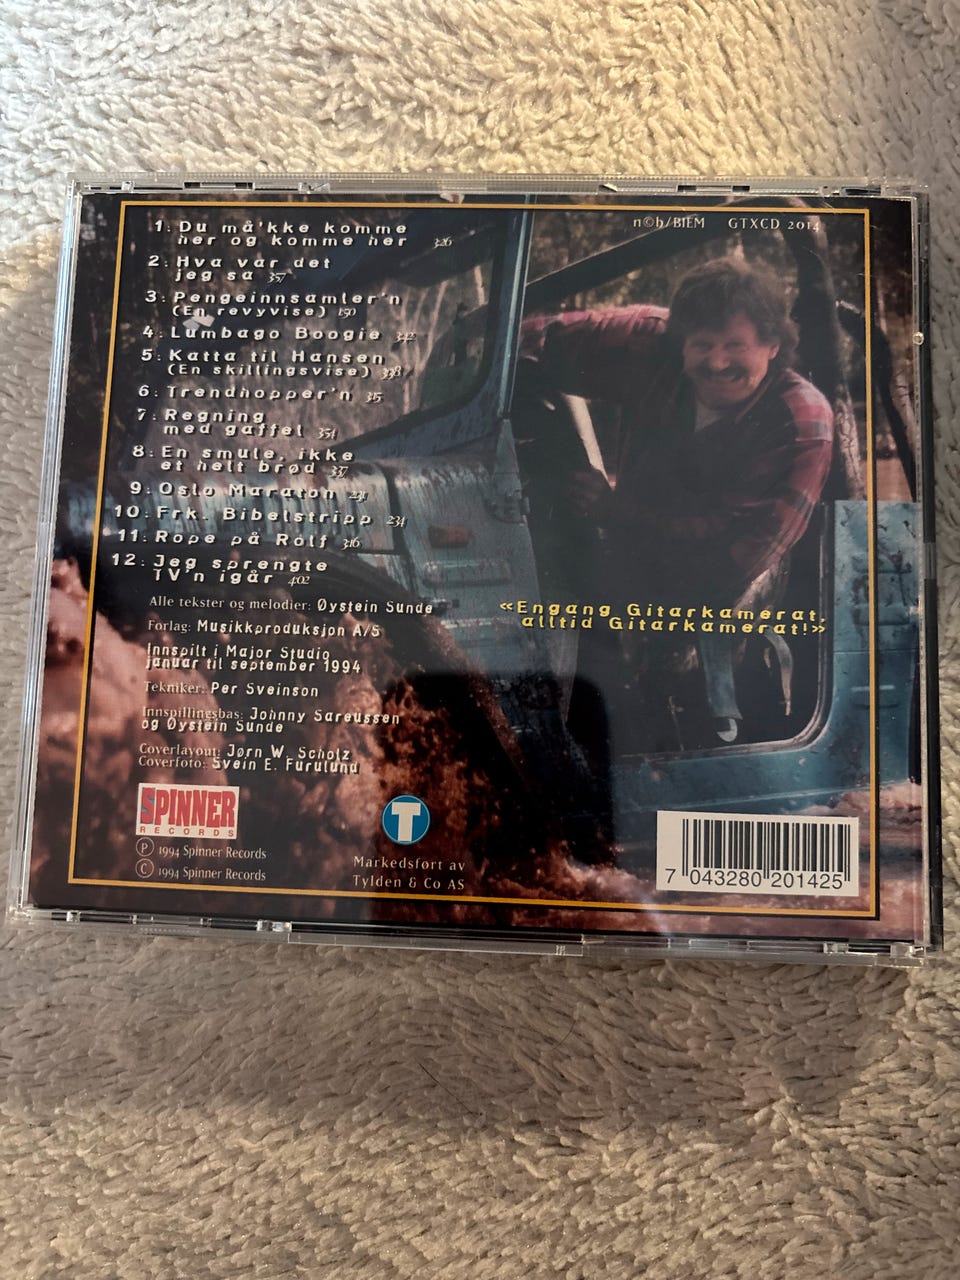 n©b/BIEM GTXCD 2014
1: Du må'kke komme
her og komme her 3:26
2: Hva var det
jeg sa 3:57
3: Pengeinnsamler'n
(En revyvise) 1:50
4: Lumbago Boogie 3:42
5: Katta til Hansen
(En skillingsvise) 3:38
6: Trendhopper'n 3:15
7: Regning
med gaffel 3:54
8: En smule, ikke
et helt brød 3:37
9: Oslo Maraton 2:31
10: Frk. Bibelstripp 2:34
11: Rope på Rolf 3:16
12: Jeg sprengte
TV'n igår 4:02
Alle tekster og melodier: Øystein Sunde
Forlag: Musikkproduksjon A/S
Innspilt i Major Studio
januar til september 1994
Tekniker: Per Sveinson
Innspillingsbas: Johnny Sareussen
og Øystein Sunde
Coverlayout: Jørn W. Scholz
Coverfoto: Svein E. Furulund
«Engang Gitarkamerat,
alltid Gitarkamerat!»
SPINNER
RECORDS
Ⓟ 1994 Spinner Records
© 1994 Spinner Records
T
Markedsført av
Tylden & Co AS
7 043280 201425